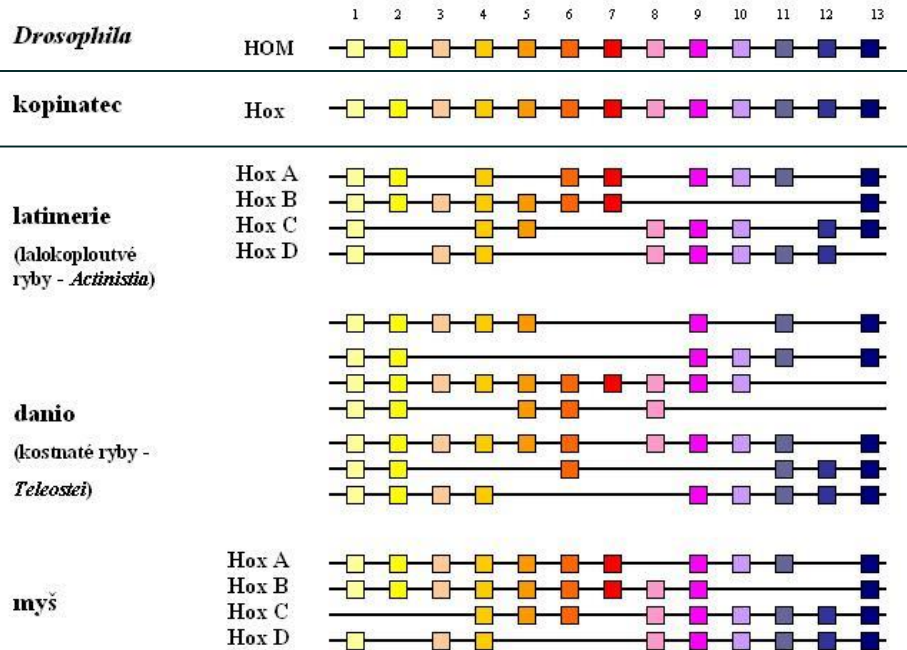 1 2 3 4 5 6 7 8 9 10 11 12 13
Drosophila HOM
kopinatec Hox
Hox A
Hox B
latimerie
Hox C
(lalokoploutvé
Hox D
ryby - Actinistia)
danio
(kostnaté ryby -
Teleostei)
Hox A
Hox B
myš
Hox C
Hox D